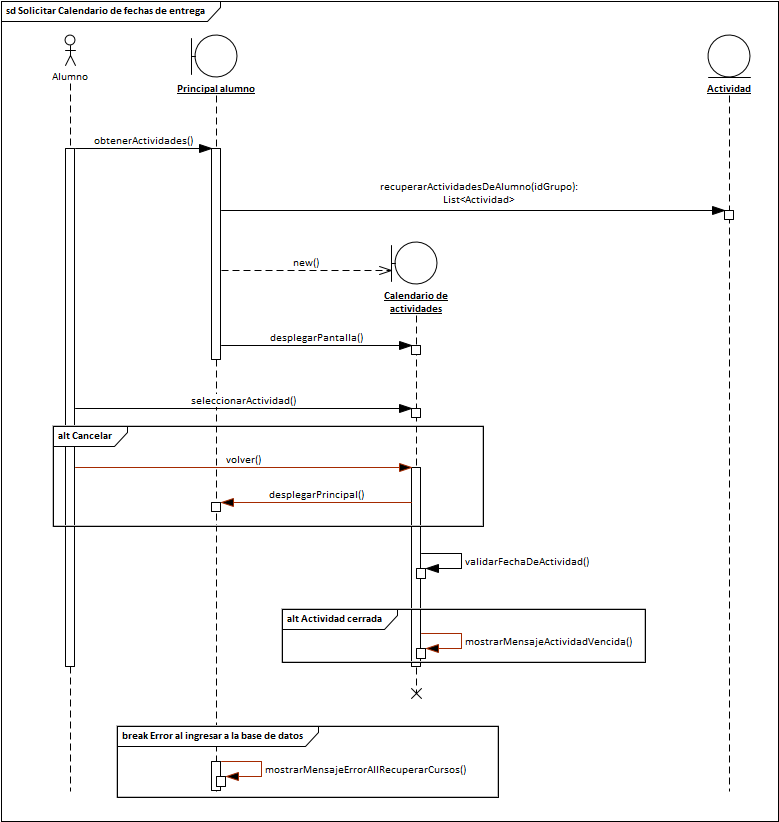 sd Solicitar Calendario de fechas de entrega
Alumno
Principal alumno
Actividad
obtenerActividades()
recuperarActividadesDeAlumno(idGrupo):
List<Actividad>
new()
Calendario de
actividades
desplegarPantalla()
seleccionarActividad()
alt Cancelar
volver()
desplegarPrincipal()
validarFechaDeActividad()
alt Actividad cerrada
mostrarMensajeActividadVencida()
break Error al ingresar a la base de datos
mostrarMensajeErrorAllRecuperarCursos()